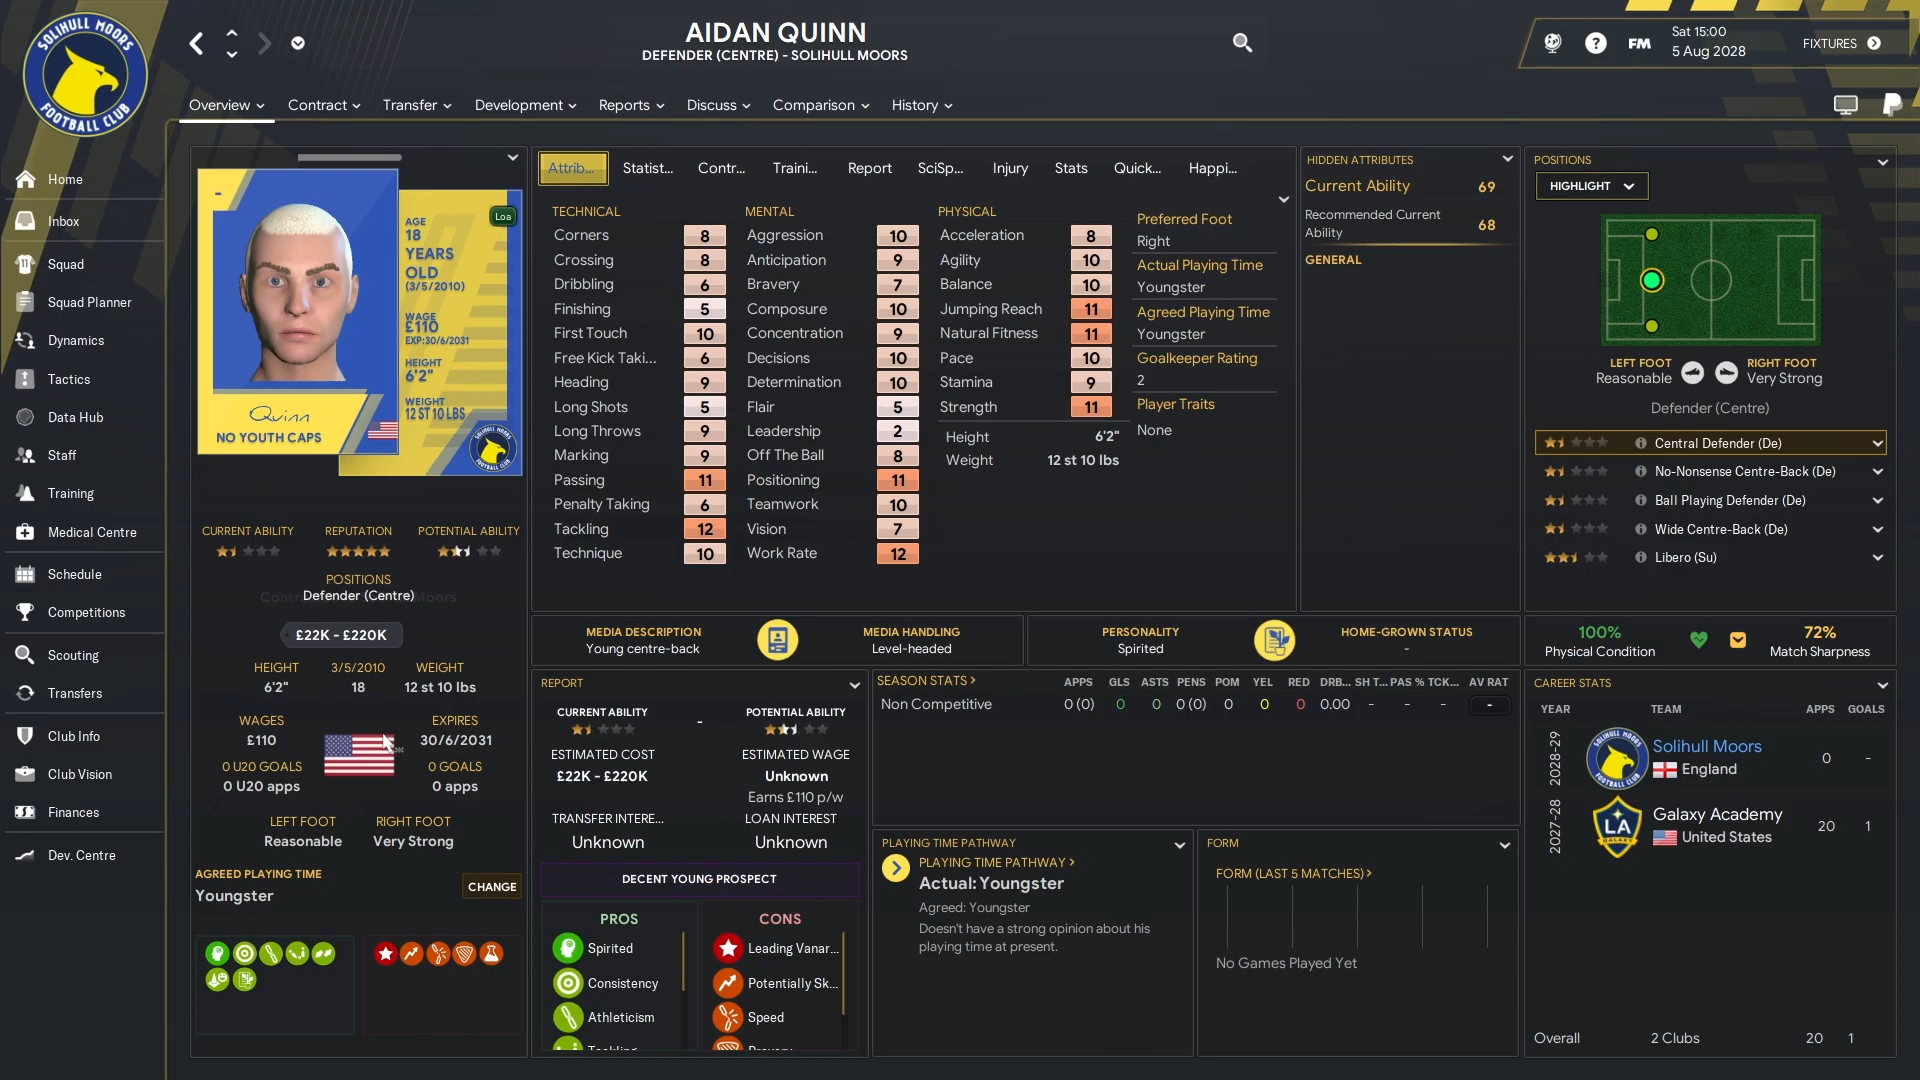 SOLIHULL MOORS
FOOTBALL CLUB
AIDAN QUINN
DEFENDER (CENTRE) - SOLIHULL MOORS
FM
Sat 15:00
5 Aug 2028
FIXTURES
Overview
Contract
Transfer
Development
Reports
Discuss
Comparison
History
Home
Inbox
Squad
Squad Planner
Dynamics
Tactics
Data Hub
Staff
Training
Medical Centre
Schedule
Competitions
Scouting
Transfers
Club Info
Club Vision
Finances
Dev. Centre
-
Loa
AGE
18
YEARS
OLD
(3/5/2010)
WAGE
£110
EXP:30/6/2031
HEIGHT
6'2"
WEIGHT
12 ST 10 LBS
Quinn
NO YOUTH CAPS
CURRENT ABILITY
REPUTATION
POTENTIAL ABILITY
POSITIONS
Defender (Centre)
£22K - £220K
HEIGHT 3/5/2010 WEIGHT
6'2" 18 12 st 10 lbs
WAGES EXPIRES
£110 30/6/2031
0 U20 GOALS 0 GOALS
0 U20 apps 0 apps
LEFT FOOT RIGHT FOOT
Reasonable Very Strong
AGREED PLAYING TIME
Youngster
CHANGE
Attrib...
Statist...
Contr...
Traini...
Report
SciSp...
Injury
Stats
Quick...
Happi...
TECHNICAL
Corners 8
Crossing 8
Dribbling 6
Finishing 5
First Touch 10
Free Kick Taki... 6
Heading 9
Long Shots 5
Long Throws 9
Marking 9
Passing 11
Penalty Taking 6
Tackling 12
Technique 10
MENTAL
Aggression 10
Anticipation 9
Bravery 7
Composure 10
Concentration 9
Decisions 10
Determination 10
Flair 5
Leadership 2
Off The Ball 8
Positioning 11
Teamwork 10
Vision 7
Work Rate 12
PHYSICAL
Acceleration 8
Agility 10
Balance 10
Jumping Reach 11
Natural Fitness 11
Pace 10
Stamina 9
Strength 11
Height 6'2"
Weight 12 st 10 lbs
Preferred Foot
Right
Actual Playing Time
Youngster
Agreed Playing Time
Youngster
Goalkeeper Rating
2
Player Traits
None
HIDDEN ATTRIBUTES
Current Ability 69
Recommended Current
Ability 68
GENERAL
POSITIONS
HIGHLIGHT
LEFT FOOT
Reasonable
RIGHT FOOT
Very Strong
Defender (Centre)
Central Defender (De)
No-Nonsense Centre-Back (De)
Ball Playing Defender (De)
Wide Centre-Back (De)
Libero (Su)
MEDIA DESCRIPTION
Young centre-back
MEDIA HANDLING
Level-headed
PERSONALITY
Spirited
HOME-GROWN STATUS
-
100%
Physical Condition
72%
Match Sharpness
REPORT
CURRENT ABILITY
-
POTENTIAL ABILITY
ESTIMATED COST
£22K - £220K
ESTIMATED WAGE
Unknown
Earns £110 p/w
TRANSFER INTERE...
Unknown
LOAN INTEREST
Unknown
DECENT YOUNG PROSPECT
PROS
Spirited
Consistency
Athleticism
Tackling
CONS
Leading Vanar...
Potentially Sk...
Speed
Bravery
SEASON STATS > APPS GLS ASTS PENS POM YEL RED DRB... SH T... PAS % TCK... AV RAT
Non Competitive 0 (0) 0 0 0 (0) 0 0 0 0.00 - - - -
PLAYING TIME PATHWAY
PLAYING TIME PATHWAY >
Actual: Youngster
Agreed: Youngster
Doesn't have a strong opinion about his
playing time at present.
FORM
FORM (LAST 5 MATCHES) >
No Games Played Yet
CAREER STATS
YEAR TEAM APPS GOALS
2028-29
Solihull Moors
England
0 -
2027-28
LA
GALAXY
Galaxy Academy
United States
20 1
Overall 2 Clubs 20 1